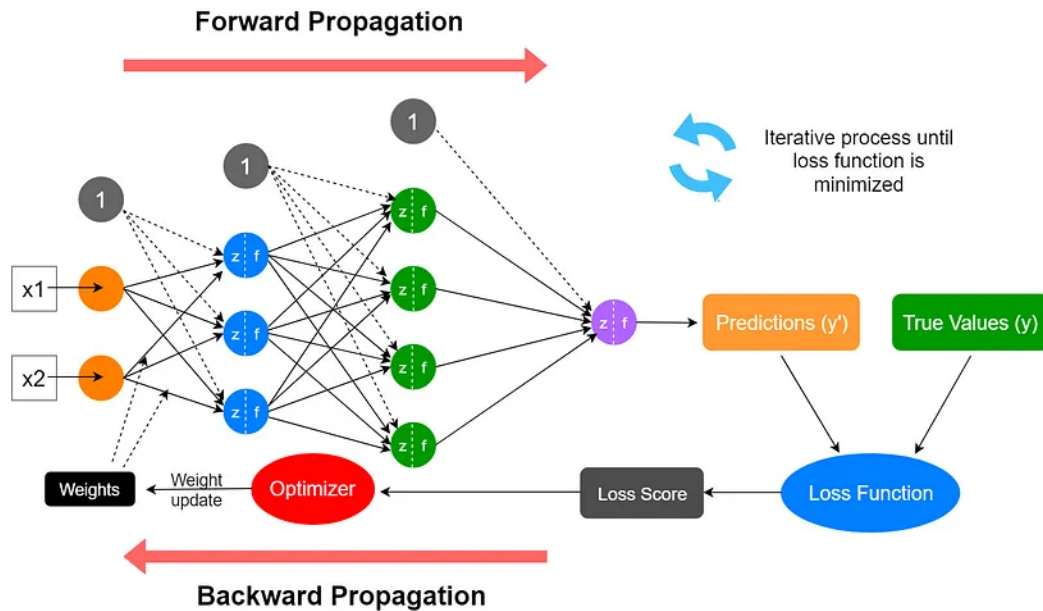 Forward Propagation
1
1
1
Iterative process until
loss function is
minimized
z f
z f
x1
z f
z f
z f
Predictions (y')
True Values (y)
x2
z f
z f
z f
Weights
Weight
update
Optimizer
Loss Score
Loss Function
Backward Propagation